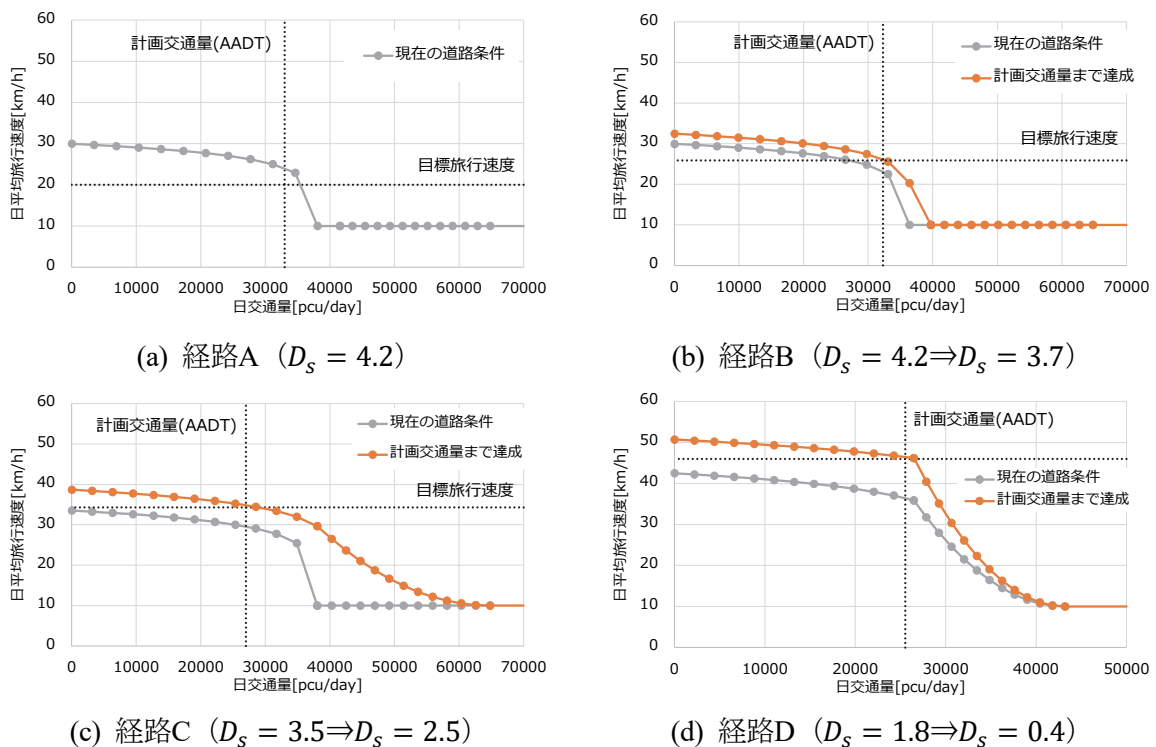 60
50
40
30
20
10
0
日平均旅行速度[km/h]
計画交通量(AADT)
現在の道路条件
目標旅行速度
0 10000 20000 30000 40000 50000 60000 70000
日交通量[pcu/day]
(a) 経路A（$D_s = 4.2$）
60
50
40
30
20
10
0
日平均旅行速度[km/h]
計画交通量(AADT)
現在の道路条件
計画交通量まで達成
目標旅行速度
0 10000 20000 30000 40000 50000 60000 70000
日交通量[pcu/day]
(b) 経路B（$D_s = 4.2⇒D_s = 3.7$）
60
50
40
30
20
10
0
日平均旅行速度[km/h]
計画交通量(AADT)
現在の道路条件
計画交通量まで達成
目標旅行速度
0 10000 20000 30000 40000 50000 60000 70000
日交通量[pcu/day]
(c) 経路C（$D_s = 3.5⇒D_s = 2.5$）
60
50
40
30
20
10
0
日平均旅行速度[km/h]
計画交通量(AADT)
現在の道路条件
計画交通量まで達成
0 10000 20000 30000 40000 50000
日交通量[pcu/day]
(d) 経路D（$D_s = 1.8⇒D_s = 0.4$）